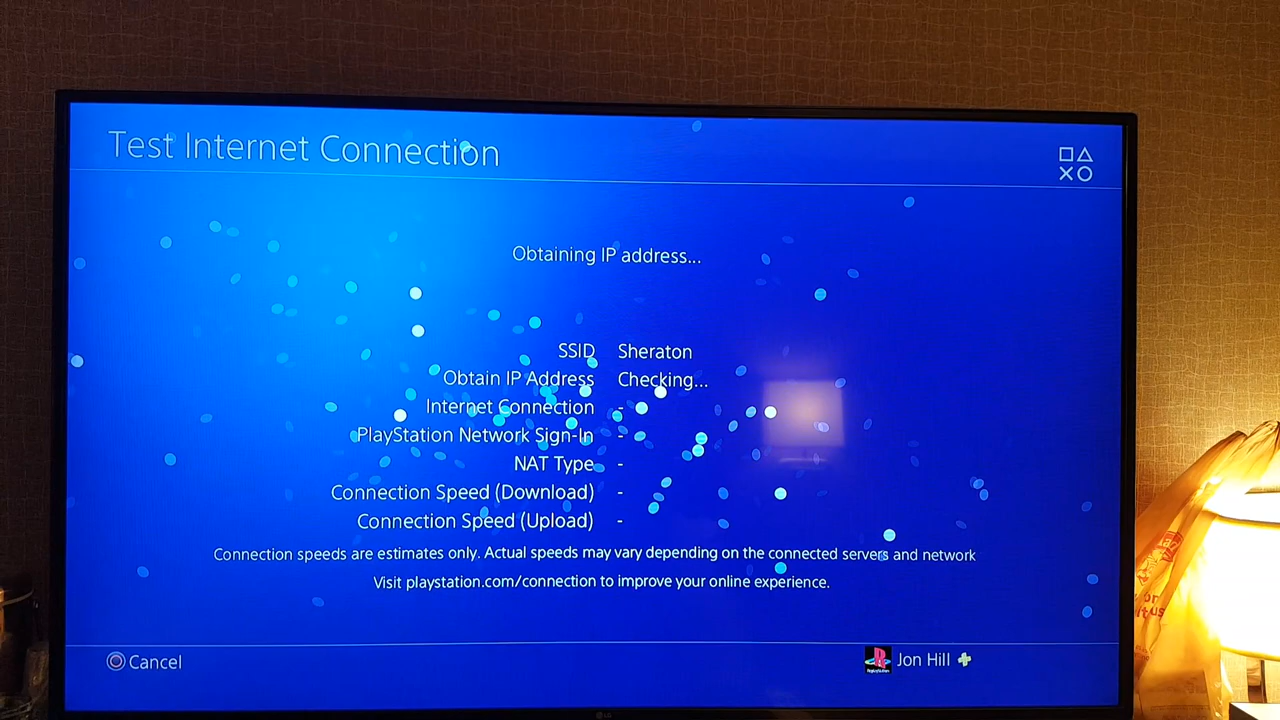 Test Internet Connection
Obtaining IP address...
SSID Sheraton
Obtain IP Address Checking...
Internet Connection -
PlayStation Network Sign-In -
NAT Type -
Connection Speed (Download) -
Connection Speed (Upload) -
Connection speeds are estimates only. Actual speeds may vary depending on the connected servers and network
Visit playstation.com/connection to improve your online experience.
Cancel
Jon Hill
LG